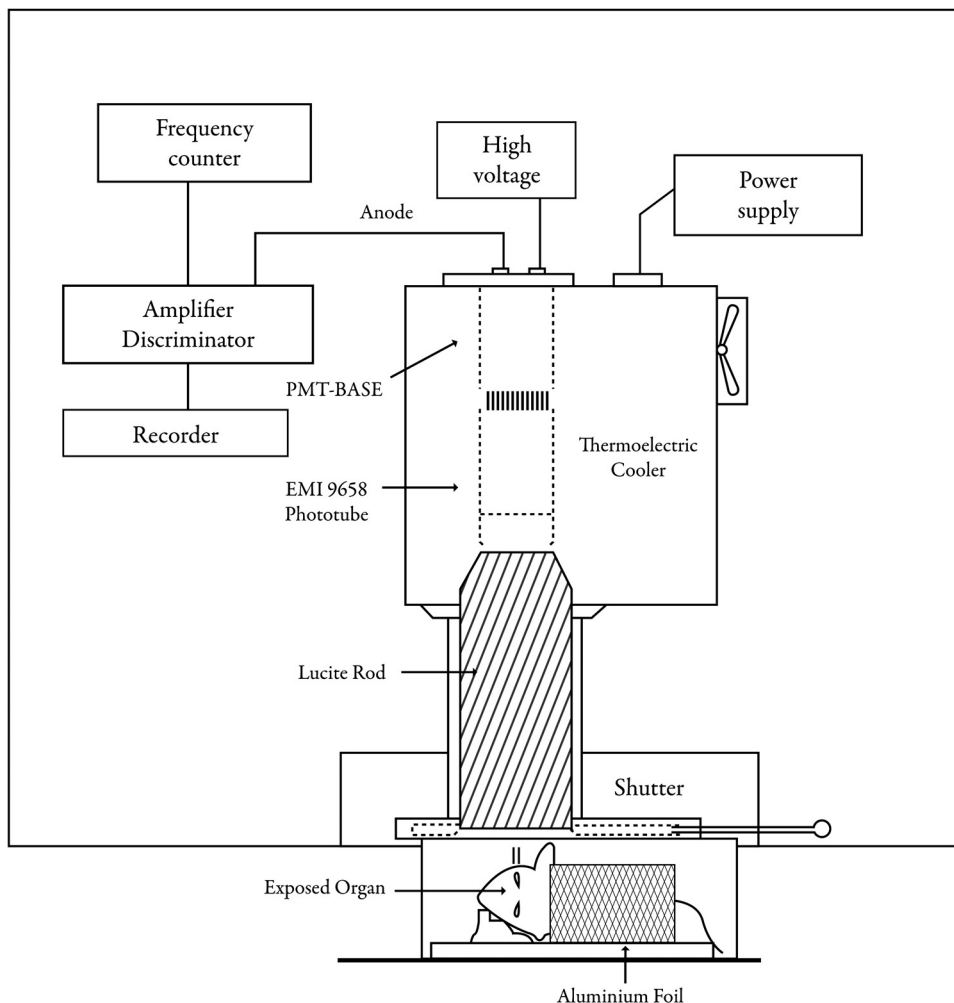 Frequency
counter
High
voltage
Power
supply
Anode
Amplifier
Discriminator
PMT-BASE
Recorder
Thermoelectric
Cooler
EMI 9658
Phototube
Lucite Rod
Shutter
Exposed Organ
Aluminium Foil